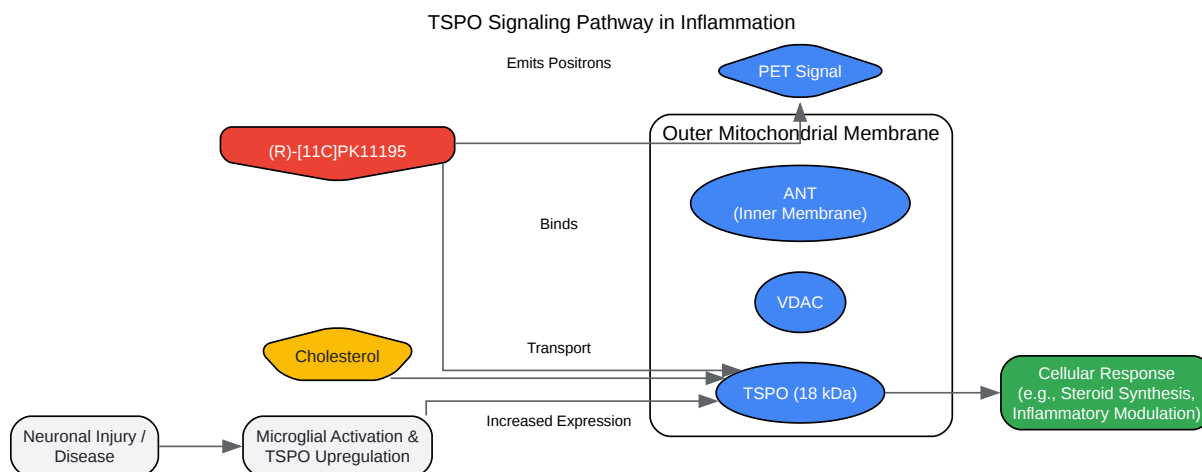 TSPO Signaling Pathway in Inflammation
Emits Positrons
PET Signal
Outer Mitochondrial Membrane
(R)-[11C]PK11195
ANT
(Inner Membrane)
Binds
VDAC
Transport
Cholesterol
TSPO (18 kDa)
Cellular Response
(e.g., Steroid Synthesis,
Inflammatory Modulation)
Increased Expression
Neuronal Injury /
Disease
Microglial Activation &
TSPO Upregulation